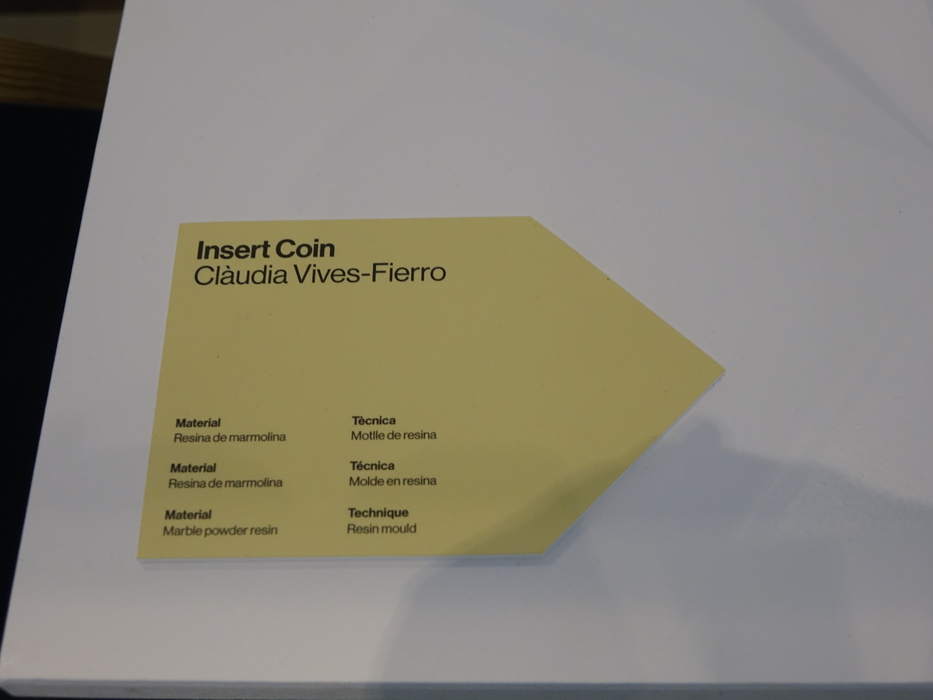 Insert Coin
Clàudia Vives-Fierro
Material
Resina de marmolina
Tècnica
Motlle de resina
Material
Resina de marmolina
Técnica
Molde en resina
Material
Marble powder resin
Technique
Resin mould